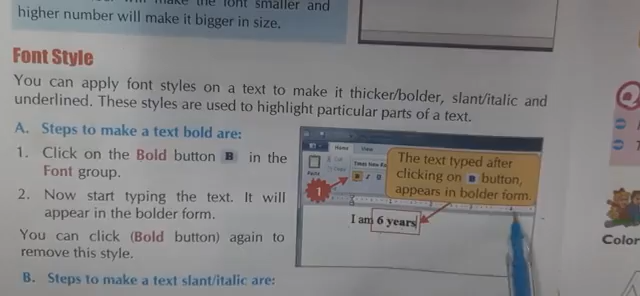 make the font smaller and
higher number will make it bigger in size.
Font Style
You can apply font styles on a text to make it thicker/bolder, slant/italic and
underlined. These styles are used to highlight particular parts of a text.
A. Steps to make a text bold are:
1. Click on the Bold button B in the
Font group.
2. Now start typing the text. It will
appear in the bolder form.
You can click (Bold button) again to
remove this style.
B. Steps to make a text slant/italic are:
Home View
Cut
Copy
Paste
Times New Ro
B I U
1
The text typed after
clicking on B button,
appears in bolder form.
I am 6 years
Color